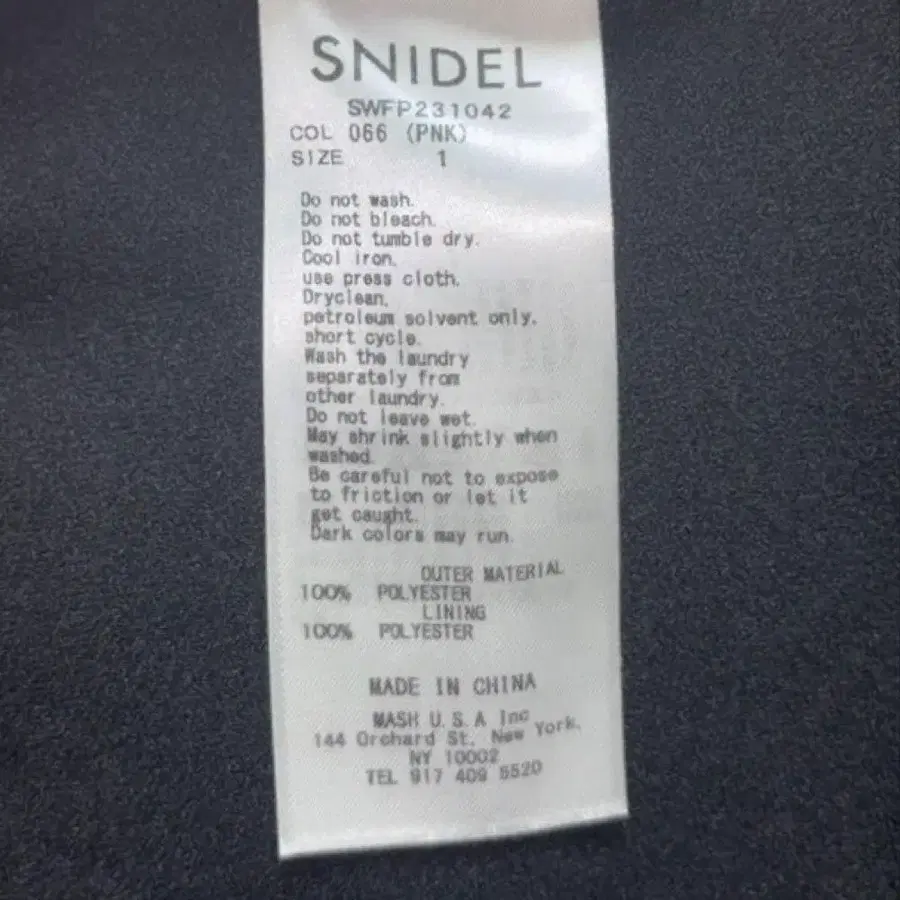 SNIDEL
SWFP231042
COL 066 (PNK)
SIZE 1
Do not wash.
Do not bleach.
Do not tumble dry.
Cool iron.
use press cloth.
Dryclean.
petroleum solvent only.
short cycle.
Wash the laundry
separately from
other laundry.
Do not leave wet.
May shrink slightly when
washed.
Be careful not to expose
to friction or let it
get caught.
Dark colors may run.
OUTER MATERIAL
100% POLYESTER
LINING
100% POLYESTER
MADE IN CHINA
MASH U.S.A Inc
144 Orchard St. New York,
NY 10002
TEL 917 409 5520